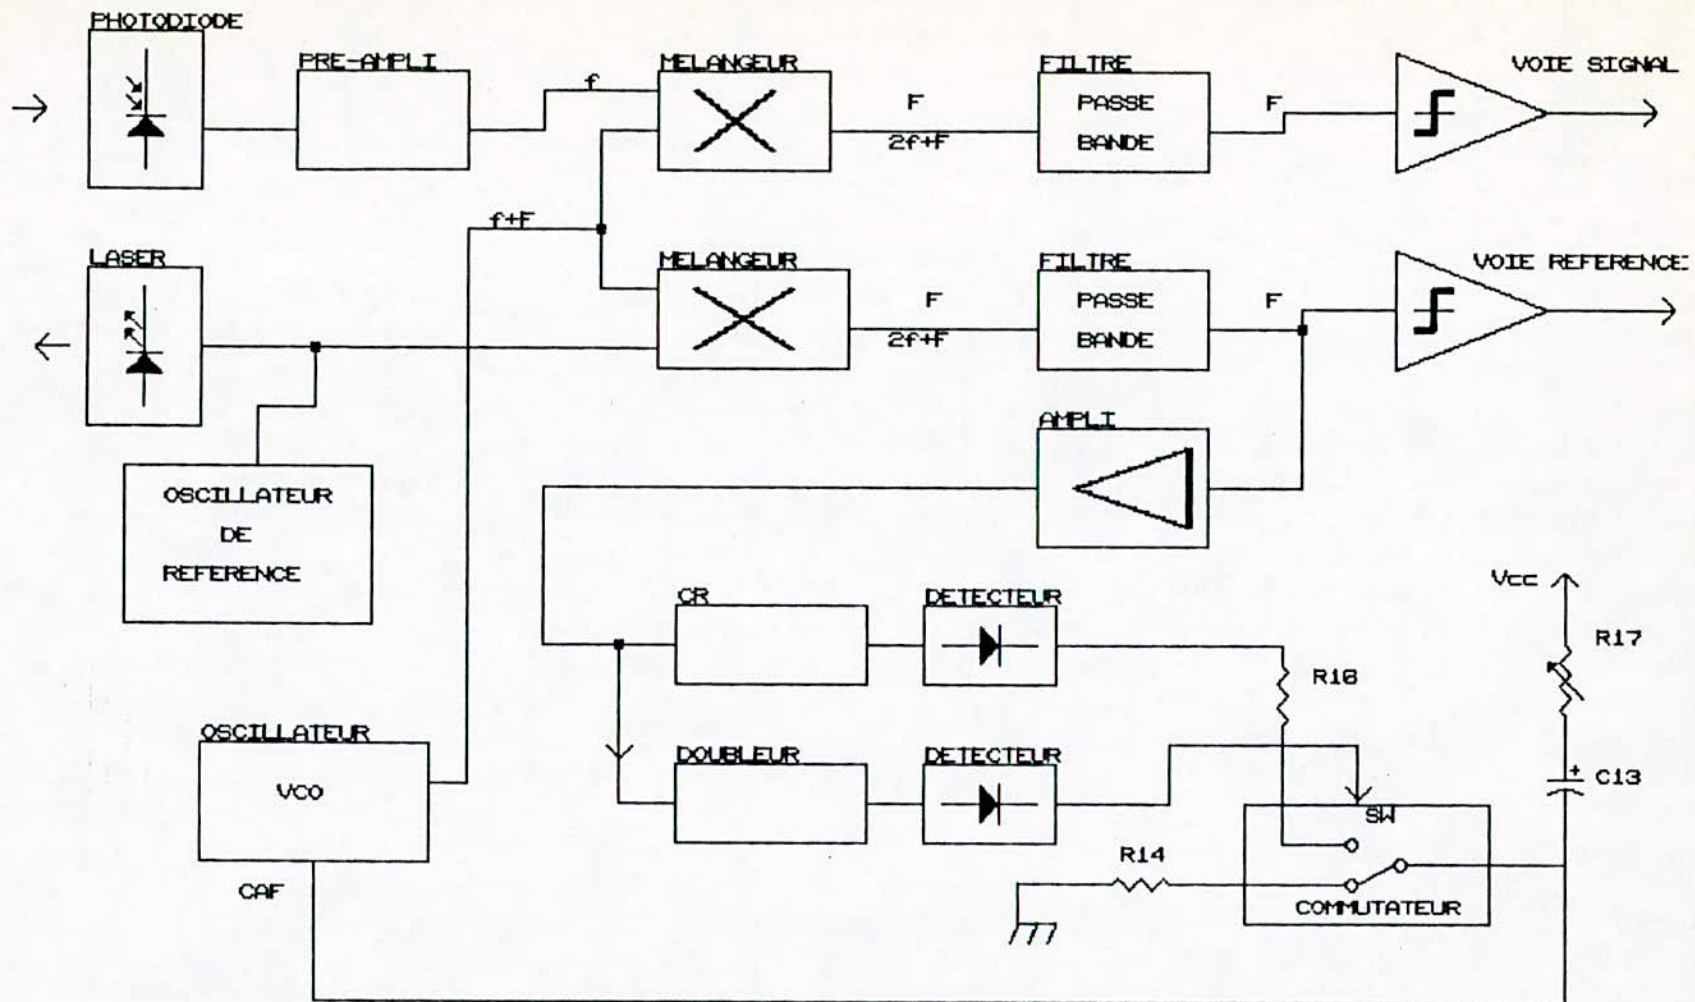 PHOTODIODE
PRE-AMPLI
f
MELANGEUR
F
2f+F
FILTRE
PASSE
BANDE
F
VOIE SIGNAL
f+F
LASER
MELANGEUR
F
2f+F
FILTRE
PASSE
BANDE
F
VOIE REFERENCE
AMPLI
OSCILLATEUR
DE
REFERENCE
CR
DETECTEUR
Vcc
R17
R16
OSCILLATEUR
VCO
DOUBLEUR
DETECTEUR
C13
+
SW
R14
COMMUTATEUR
CAF